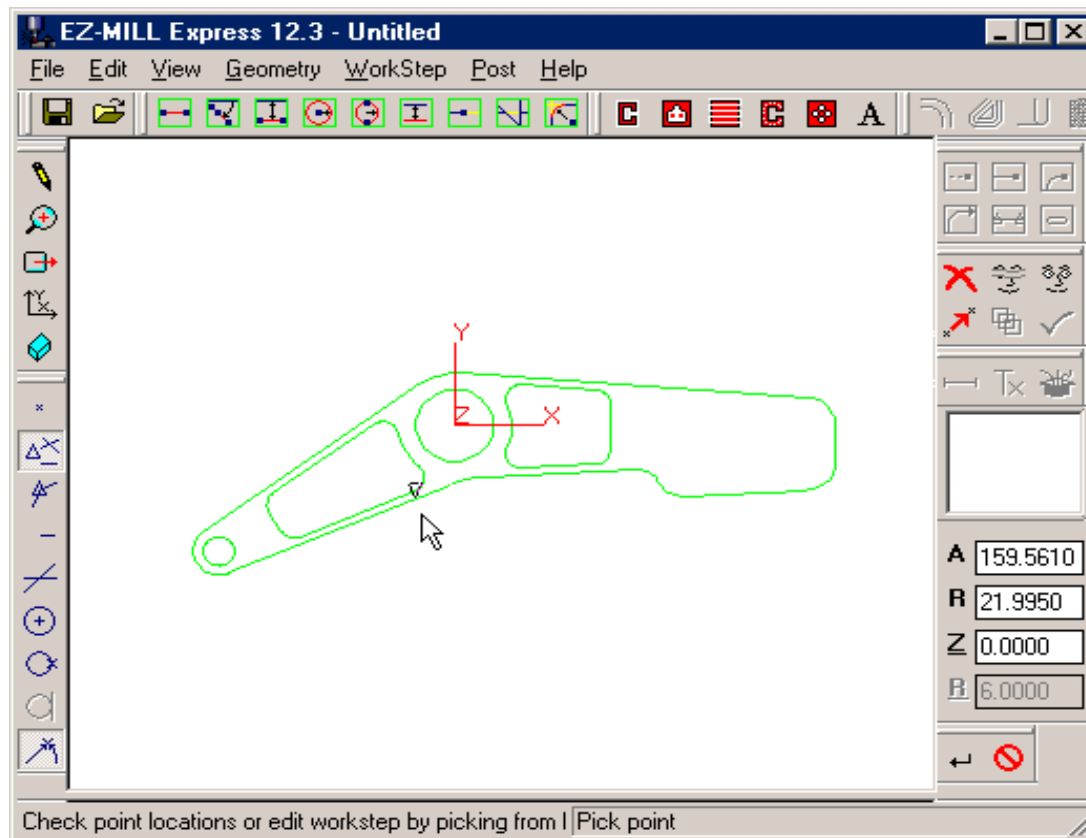 EZ-MILL Express 12.3 - Untitled
File Edit View Geometry WorkStep Post Help
C C A
Y X
Tx
Y
Z X
A 159.5610
R 21.9950
Z 0.0000
R 6.0000
Check point locations or edit workstep by picking from l Pick point